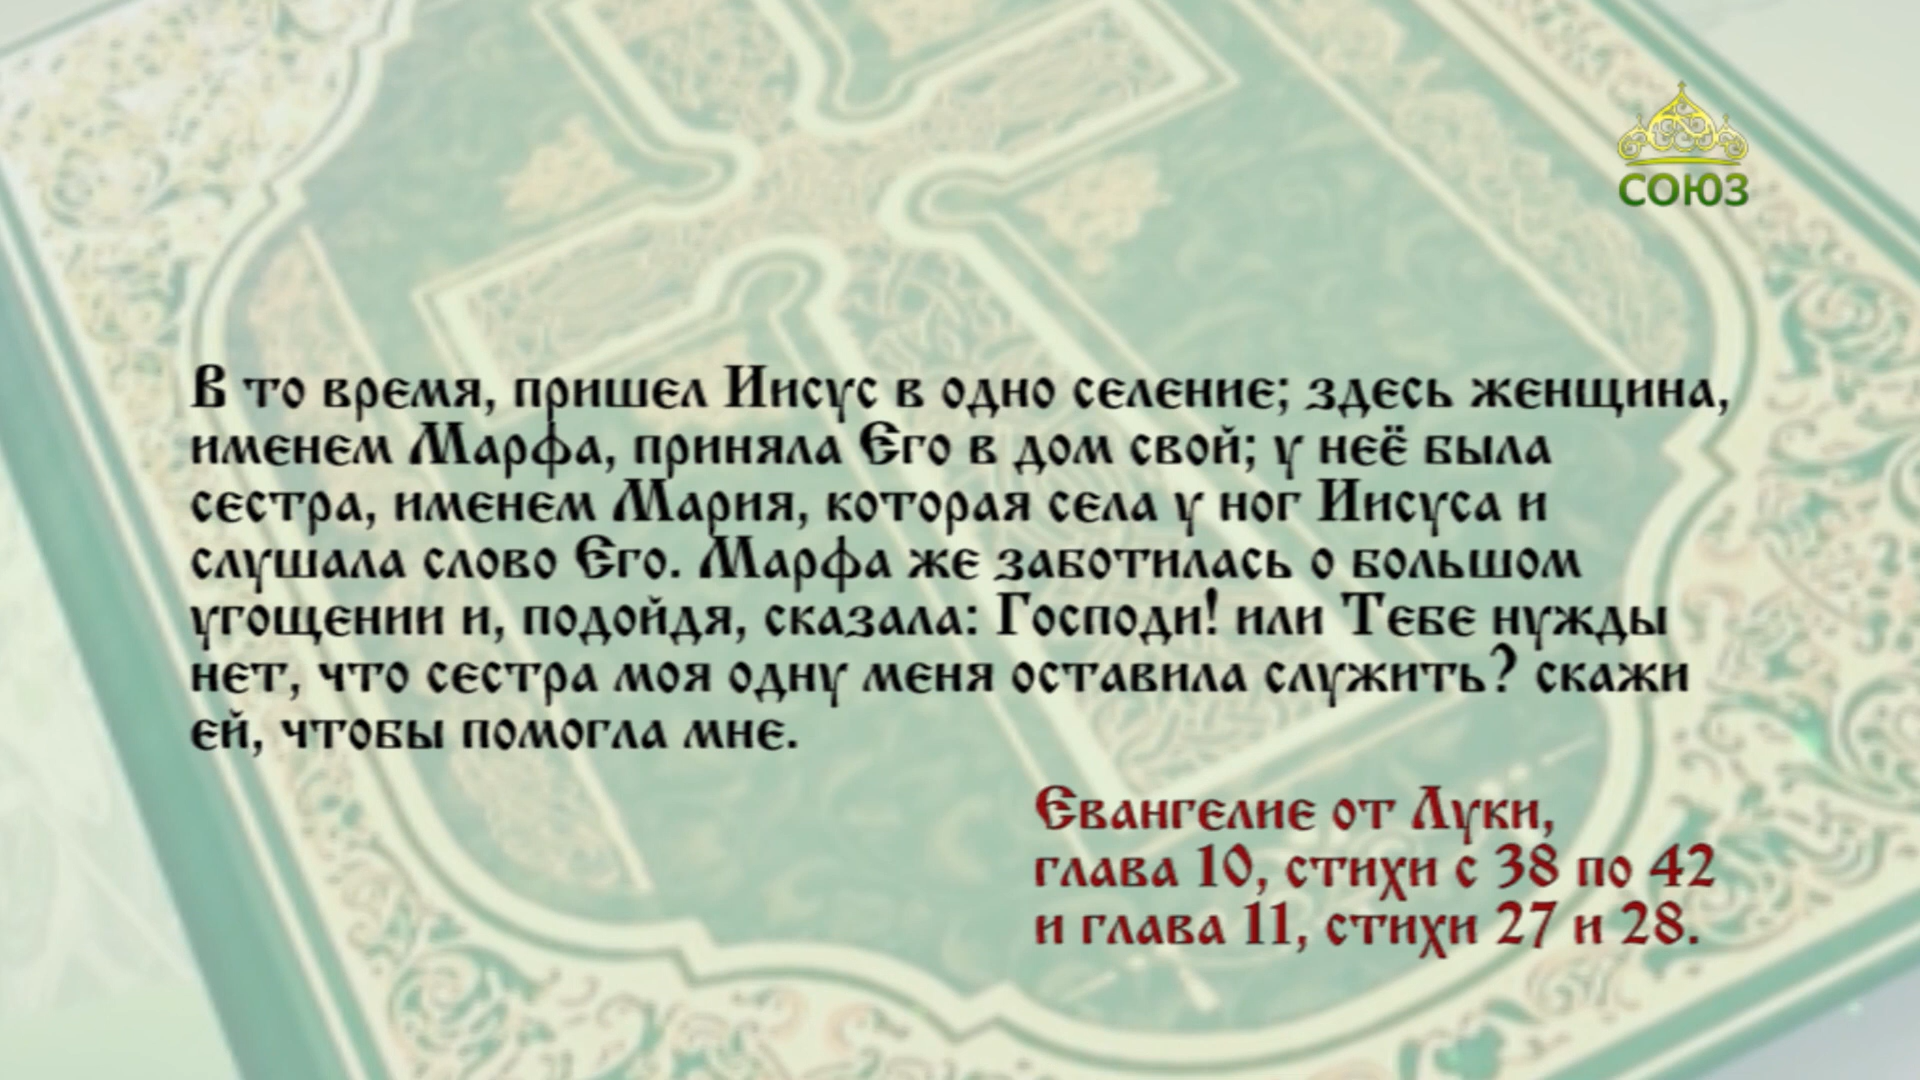 СОЮЗ
В то время, пришел Иисус в одно селение; здесь женщина,
именем Марфа, приняла Его в дом свой; у неё была
сестра, именем Мария, которая села у ног Иисуса и
слушала слово Его. Марфа же заботилась о большом
угощении и, подойдя, сказала: Господи! или Тебе нужды
нет, что сестра моя одну меня оставила служить? скажи
ей, чтобы помогла мне.
Евангелие от Луки,
глава 10, стихи с 38 по 42
и глава 11, стихи 27 и 28.